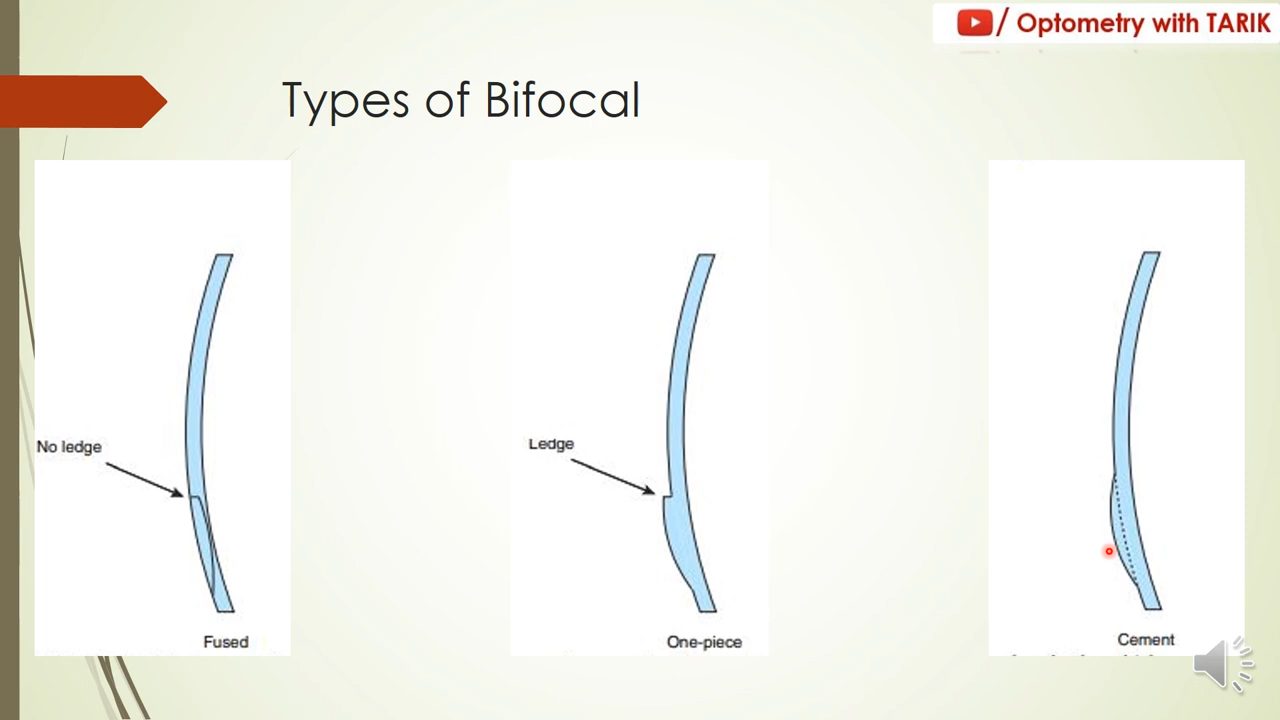 / Optometry with TARIK
Types of Bifocal
No ledge
Fused
Ledge
One-piece
Cement